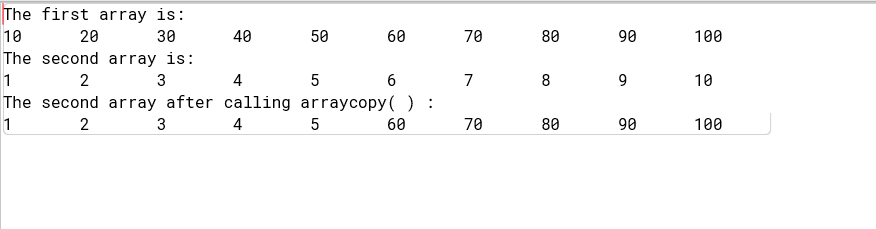 The first array is:
10 20 30 40 50 60 70 80 90 100
The second array is:
1 2 3 4 5 6 7 8 9 10
The second array after calling arraycopy( ) :
1 2 3 4 5 60 70 80 90 100